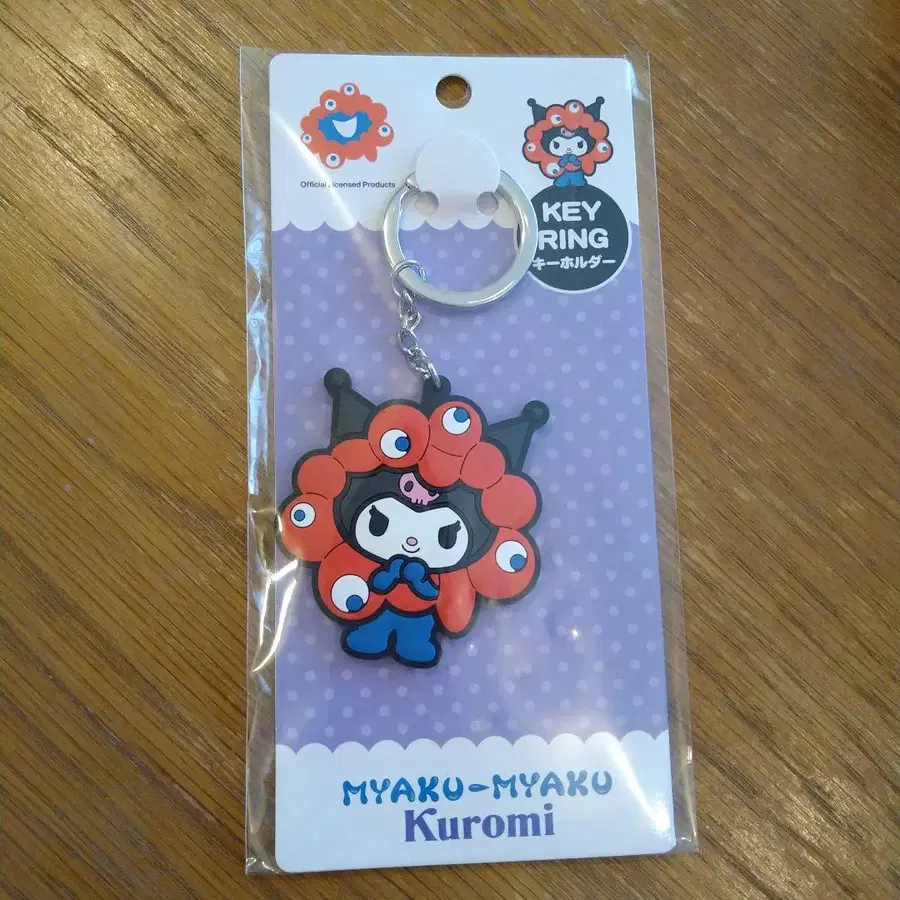 Official Licensed Products
KEY
RING
キーホルダー
MYAKU-MYAKU
Kuromi